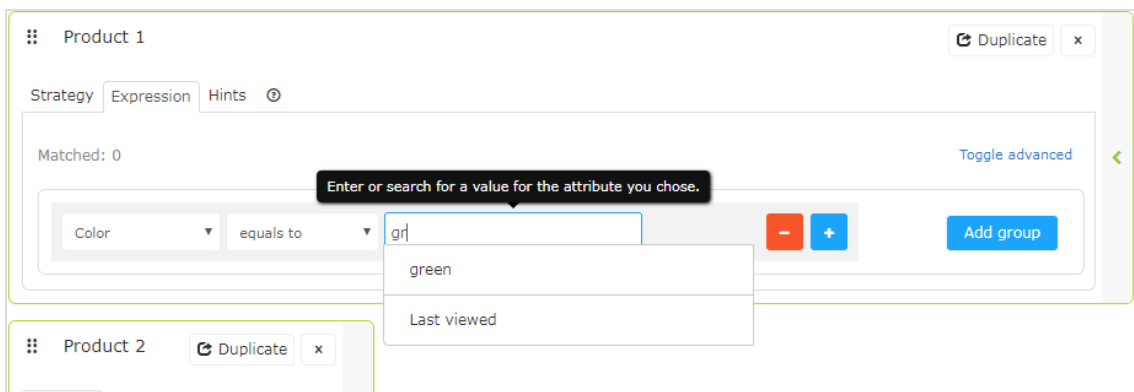 Product 1
Duplicate x
Strategy Expression Hints ?
Matched: 0 Toggle advanced
Enter or search for a value for the attribute you chose.
Color equals to gr - + Add group
green
Last viewed
Product 2 Duplicate x